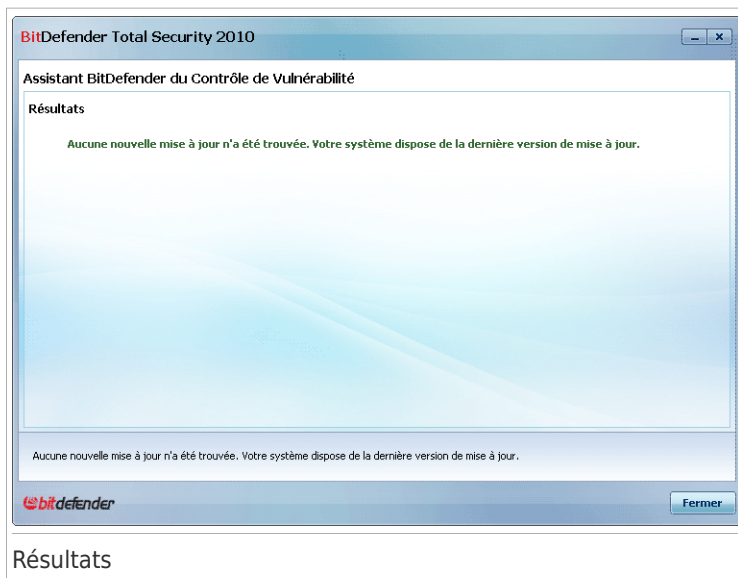 BitDefender Total Security 2010
Assistant BitDefender du Contrôle de Vulnérabilité
Résultats
Aucune nouvelle mise à jour n'a été trouvée. Votre système dispose de la dernière version de mise à jour.
Aucune nouvelle mise à jour n'a été trouvée. Votre système dispose de la dernière version de mise à jour.
bitdefender
Fermer
Résultats